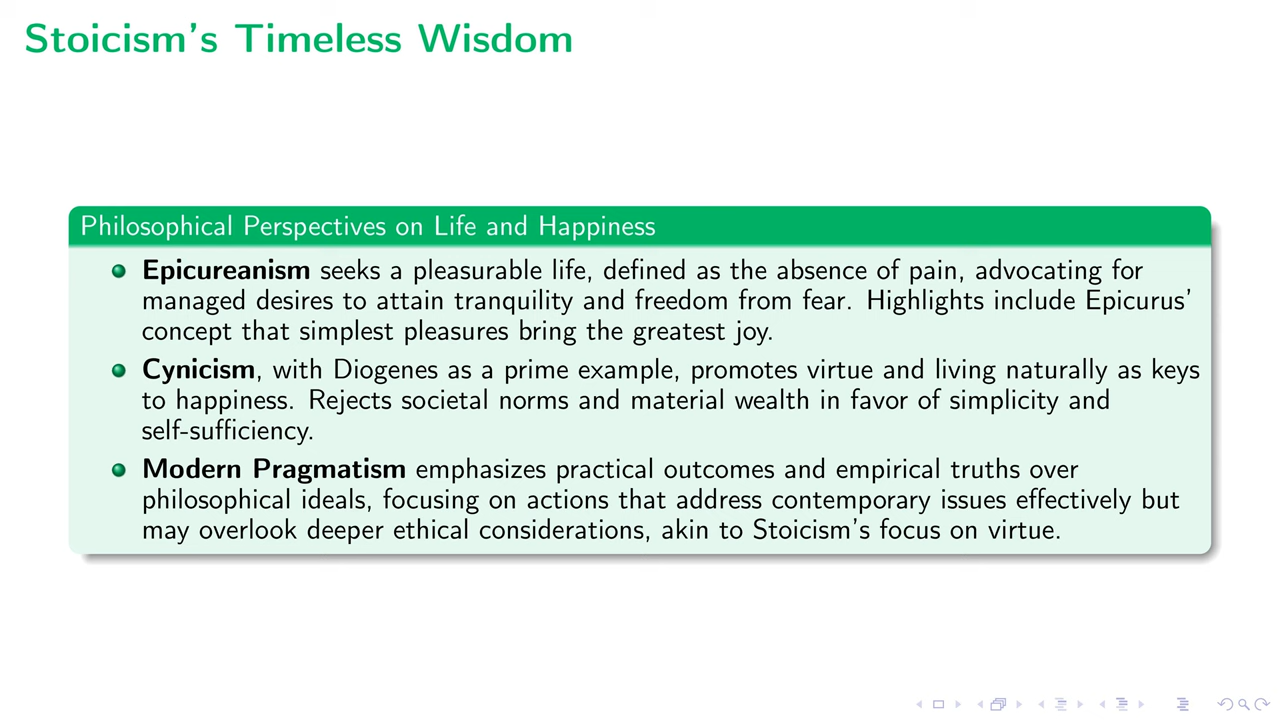 Stoicism's Timeless Wisdom
Philosophical Perspectives on Life and Happiness
Epicureanism seeks a pleasurable life, defined as the absence of pain, advocating for
managed desires to attain tranquility and freedom from fear. Highlights include Epicurus'
concept that simplest pleasures bring the greatest joy.
Cynicism, with Diogenes as a prime example, promotes virtue and living naturally as keys
to happiness. Rejects societal norms and material wealth in favor of simplicity and
self-sufficiency.
Modern Pragmatism emphasizes practical outcomes and empirical truths over
philosophical ideals, focusing on actions that address contemporary issues effectively but
may overlook deeper ethical considerations, akin to Stoicism's focus on virtue.